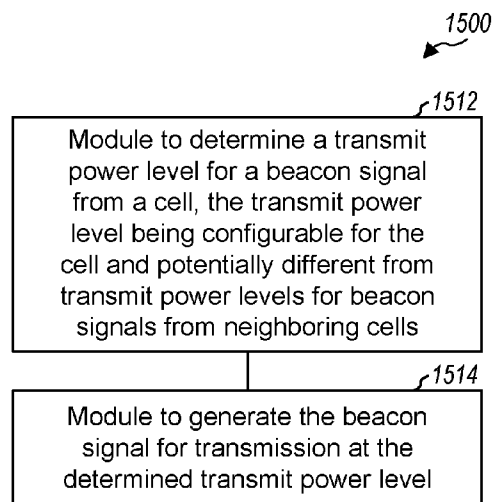 1500
1512
Module to determine a transmit
power level for a beacon signal
from a cell, the transmit power
level being configurable for the
cell and potentially different from
transmit power levels for beacon
signals from neighboring cells
1514
Module to generate the beacon
signal for transmission at the
determined transmit power level